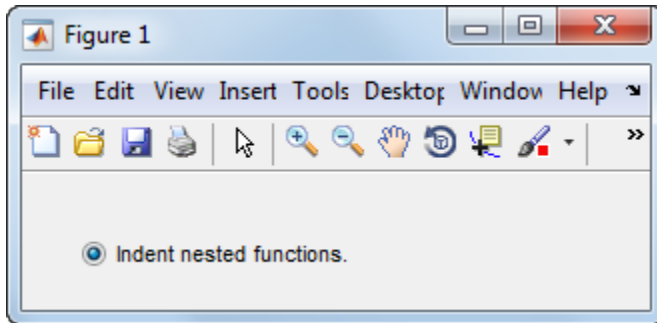 Figure 1
File Edit View Insert Tools Desktop Window Help
Indent nested functions.